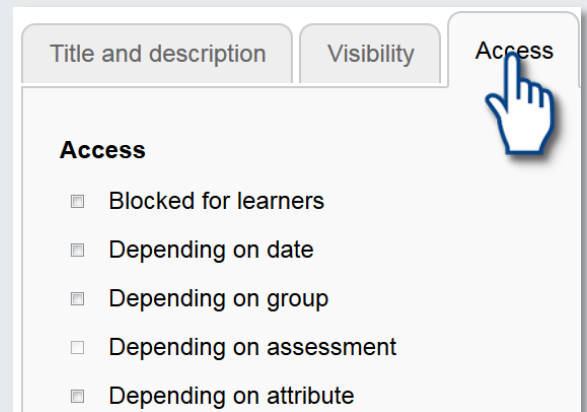 Title and description Visibility Access
Access
Blocked for learners
Depending on date
Depending on group
Depending on assessment
Depending on attribute